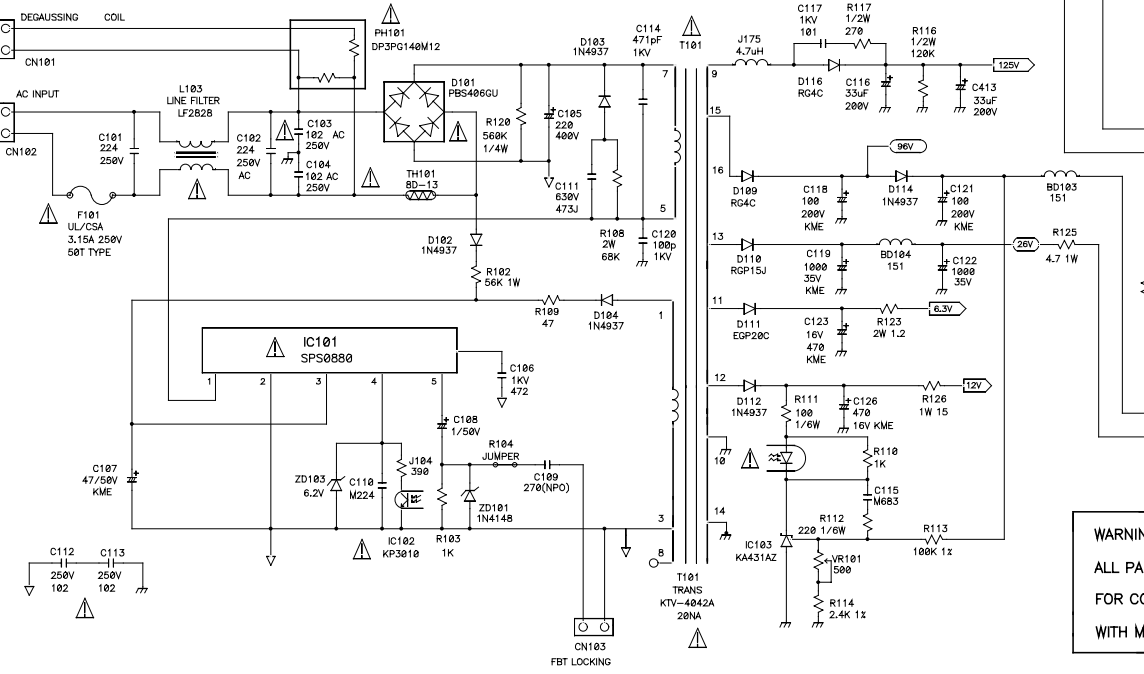 DEGAUSSING COIL
CN101
AC INPUT
CN102
PH101
DP3PG140M12
L103
LINE FILTER
LF2828
C101
224
250V
C102
224
250V
AC
C103
102 AC
250V
C104
102 AC
250V
F101
UL/CSA
3.15A 250V
50T TYPE
D101
PBS406GU
TH101
8D-13
R120
560K
1/4W
C105
220
400V
D103
1N4937
C114
471pF
1KV
C111
630V
473J
R108
2W
68K
C120
100p
1KV
T101
7
5
D102
1N4937
R102
56K 1W
R109
47
D104
1N4937
1
IC101
SPS0880
1
2
3
4
5
C106
1KV
472
C108
1/50V
R104
JUMPER
C109
270(NPO)
C107
47/50V
KME
ZD103
6.2V
C110
M224
J104
390
IC102
KP3010
R103
1K
ZD101
1N4148
3
8
C112
250V
102
C113
250V
102
CN103
FBT LOCKING
T101
TRANS
KTV-4042A
20NA
9
15
16
13
11
12
10
14
J175
4.7uH
C117
1KV
101
R117
1/2W
270
D116
RG4C
C116
33uF
200V
R116
1/2W
120K
C413
33uF
200V
125V
96V
D109
RG4C
C118
100
200V
KME
D114
1N4937
C121
100
200V
KME
BD103
151
D110
RGP15J
C119
1000
35V
KME
BD104
151
C122
1000
35V
26V
R125
4.7 1W
D111
EGP20C
C123
16V
470
KME
R123
2W 1.2
6.3V
D112
1N4937
R111
100
1/6W
C126
470
16V KME
R126
1W 15
12V
R110
1K
C115
M683
R112
220 1/6W
R113
100K 1%
IC103
KA431AZ
VR101
500
R114
2.4K 1%
WARNIN
ALL PA
FOR CO
WITH M